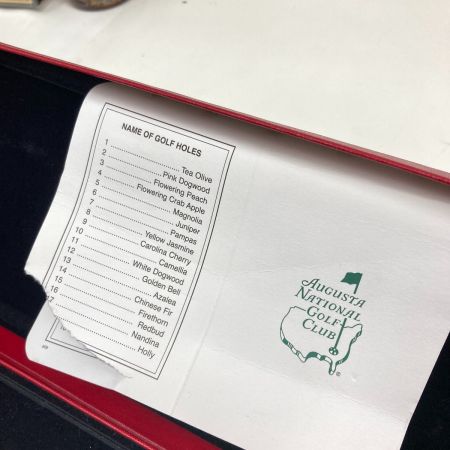 NAME OF GOLF HOLES
1 Tea Olive
2 Pink Dogwood
3 Flowering Peach
4 Flowering Crab Apple
5 Magnolia
6 Juniper
7 Pampas
8 Yellow Jasmine
9 Carolina Cherry
10 Camellia
11 White Dogwood
12 Golden Bell
13 Azalea
14 Chinese Fir
15 Firethorn
16 Redbud
17 Nandina
Holly
AUGUSTA
NATIONAL
GOLF
CLUB
®